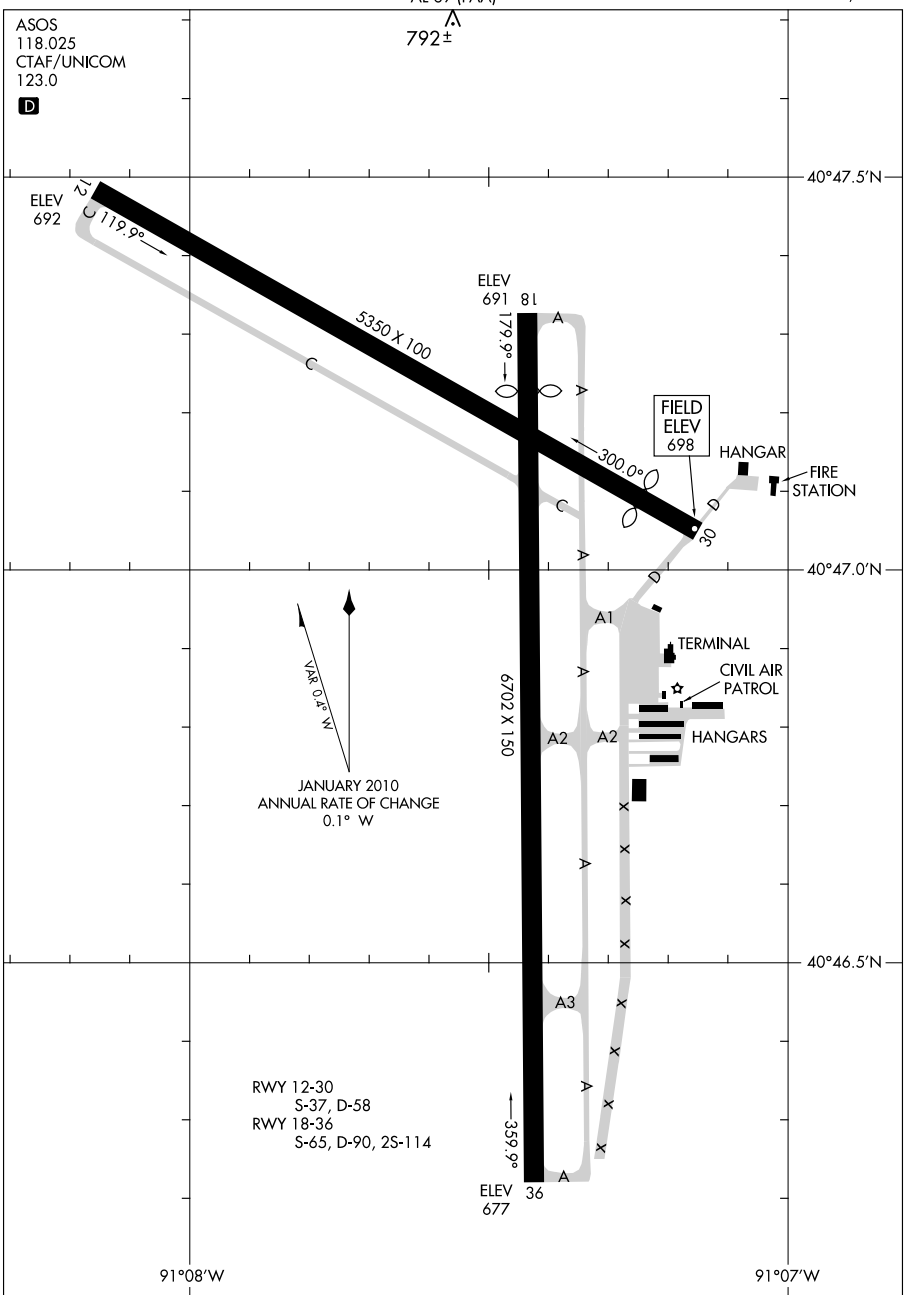 AL-69 (FAA)
ASOS
118.025
CTAF/UNICOM
123.0
D
792±
40°47.5'N
12
ELEV
692
C
119.9°
5350 X 100
C
ELEV
691
18
A
179.9°
A
FIELD
ELEV
698
HANGAR
FIRE
STATION
300.0°
D
C
30
A
40°47.0'N
D
A1
TERMINAL
A
CIVIL AIR
PATROL
VAR 0.4° W
6702 X 150
A2
A2
HANGARS
JANUARY 2010
ANNUAL RATE OF CHANGE
0.1° W
X
X
A
X
X
40°46.5'N
A3
X
X
RWY 12-30
S-37, D-58
RWY 18-36
S-65, D-90, 2S-114
A
X
359.9°
X
A
ELEV
677
36
91°08'W
91°07'W